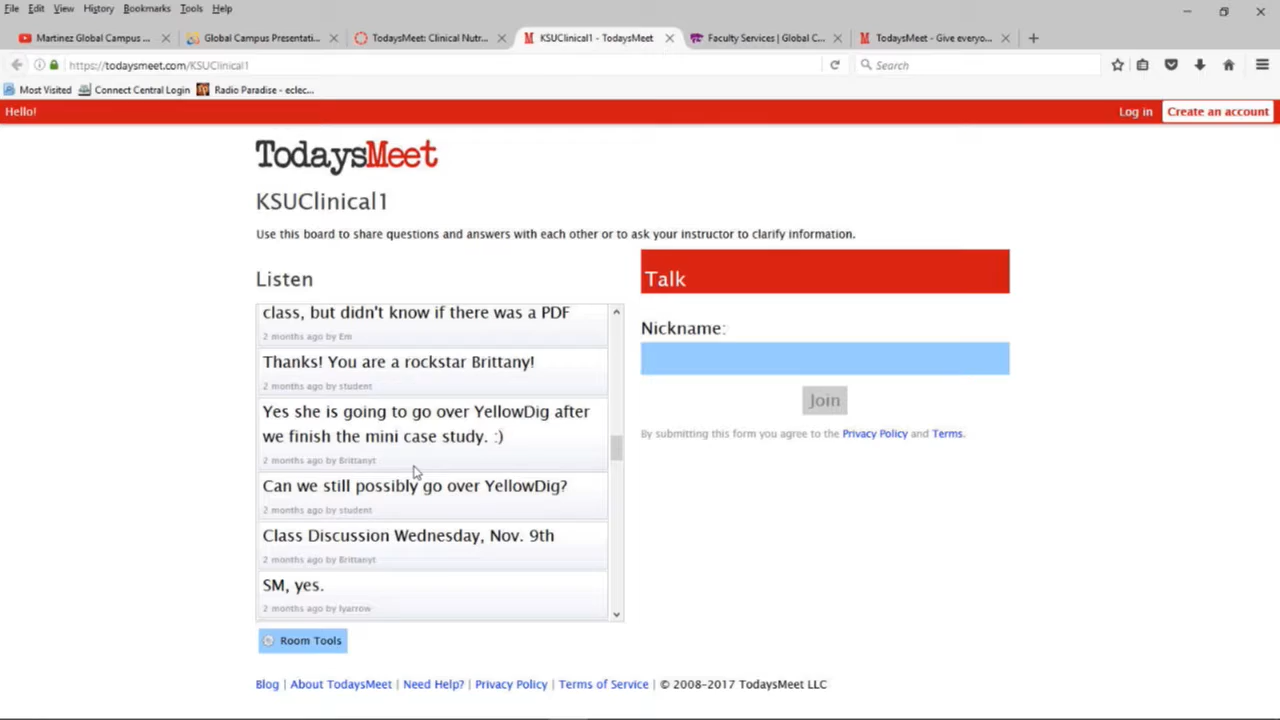 File Edit View History Bookmarks Tools Help
Martinez Global Campus ... Global Campus Presentati... TodaysMeet: Clinical Nutr... KSUClinical1 - TodaysMeet Faculty Services | Global C... TodaysMeet - Give everyo...
https://todaysmeet.com/KSUClinical1 Search
Most Visited Connect Central Login Radio Paradise - eclec...
Hello! Log in Create an account
TodaysMeet
KSUClinical1
Use this board to share questions and answers with each other or to ask your instructor to clarify information.
Listen
class, but didn't know if there was a PDF
2 months ago by Em
Thanks! You are a rockstar Brittany!
2 months ago by student
Yes she is going to go over YellowDig after
we finish the mini case study. :)
2 months ago by Brittanyt
Can we still possibly go over YellowDig?
2 months ago by student
Class Discussion Wednesday, Nov. 9th
2 months ago by Brittanyt
SM, yes.
2 months ago by lyarrow
Room Tools
Talk
Nickname:
Join
By submitting this form you agree to the Privacy Policy and Terms.
Blog | About TodaysMeet | Need Help? | Privacy Policy | Terms of Service | © 2008-2017 TodaysMeet LLC